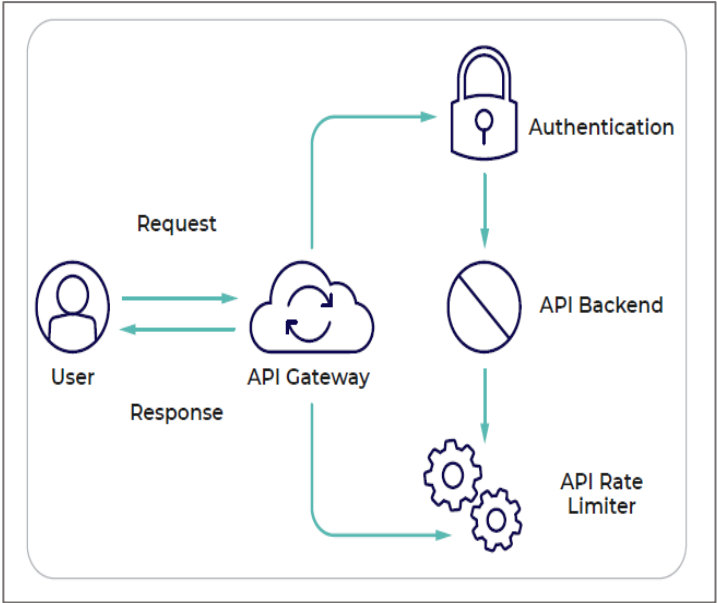 Authentication
Request
API Backend
User
API Gateway
Response
API Rate
Limiter